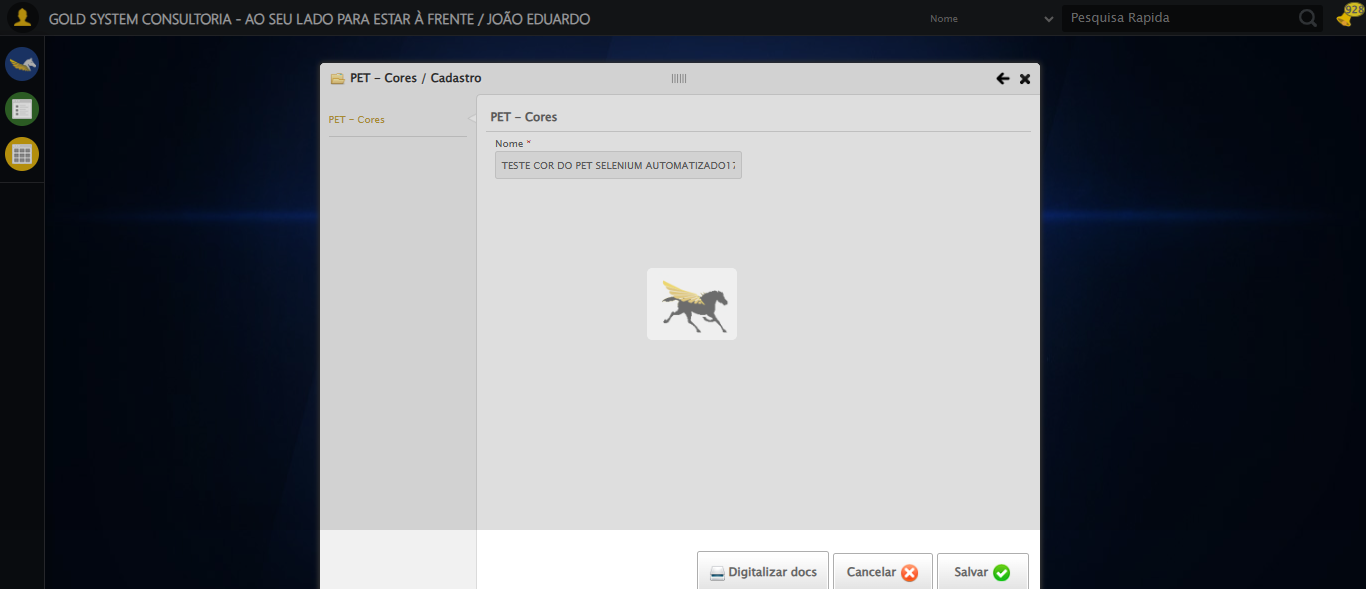 GOLD SYSTEM CONSULTORIA - AO SEU LADO PARA ESTAR À FRENTE / JOÃO EDUARDO
Nome
Pesquisa Rapida
928
PET - Cores / Cadastro
PET - Cores
PET - Cores
Nome *
TESTE COR DO PET SELENIUM AUTOMATIZADO17
Digitalizar docs
Cancelar
Salvar